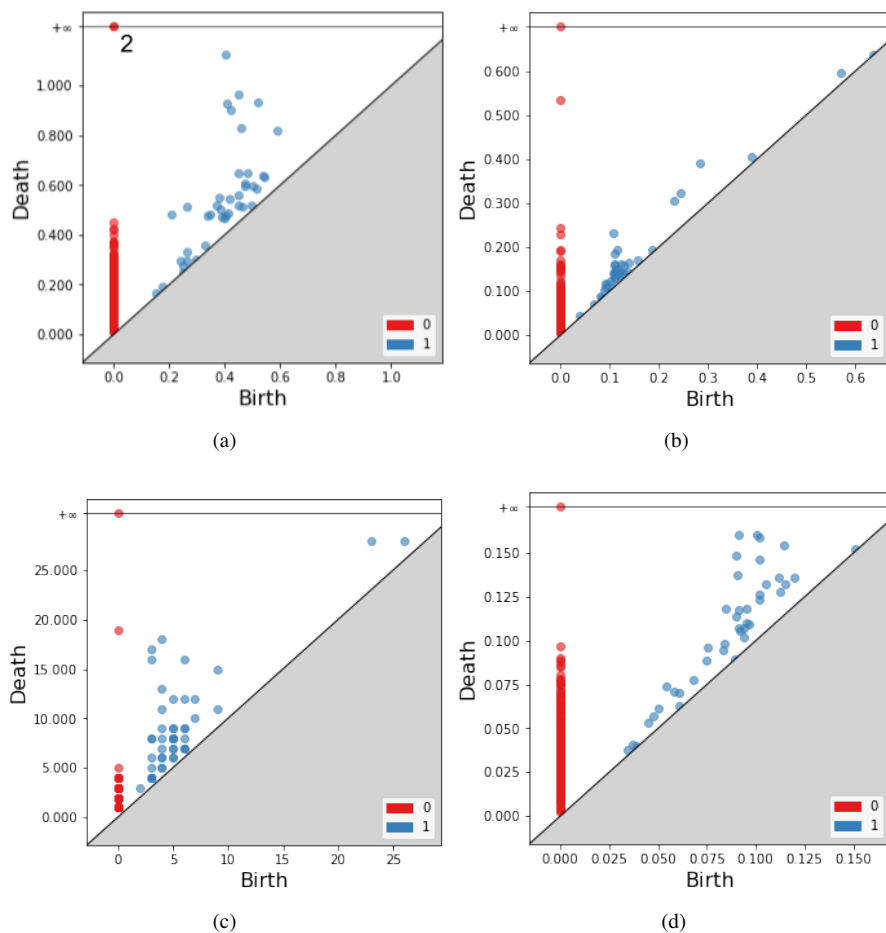 +∞
2
1.000
0.800
0.600
0.400
0.200
0.000
Death
0.0 0.2 0.4 0.6 0.8 1.0
Birth
0
1
(a)
+∞
0.600
0.500
0.400
0.300
0.200
0.100
0.000
Death
0.0 0.1 0.2 0.3 0.4 0.5 0.6
Birth
0
1
(b)
+∞
25.000
20.000
15.000
10.000
5.000
0.000
Death
0 5 10 15 20 25
Birth
0
1
(c)
+∞
0.150
0.125
0.100
0.075
0.050
0.025
0.000
Death
0.000 0.025 0.050 0.075 0.100 0.125 0.150
Birth
0
1
(d)